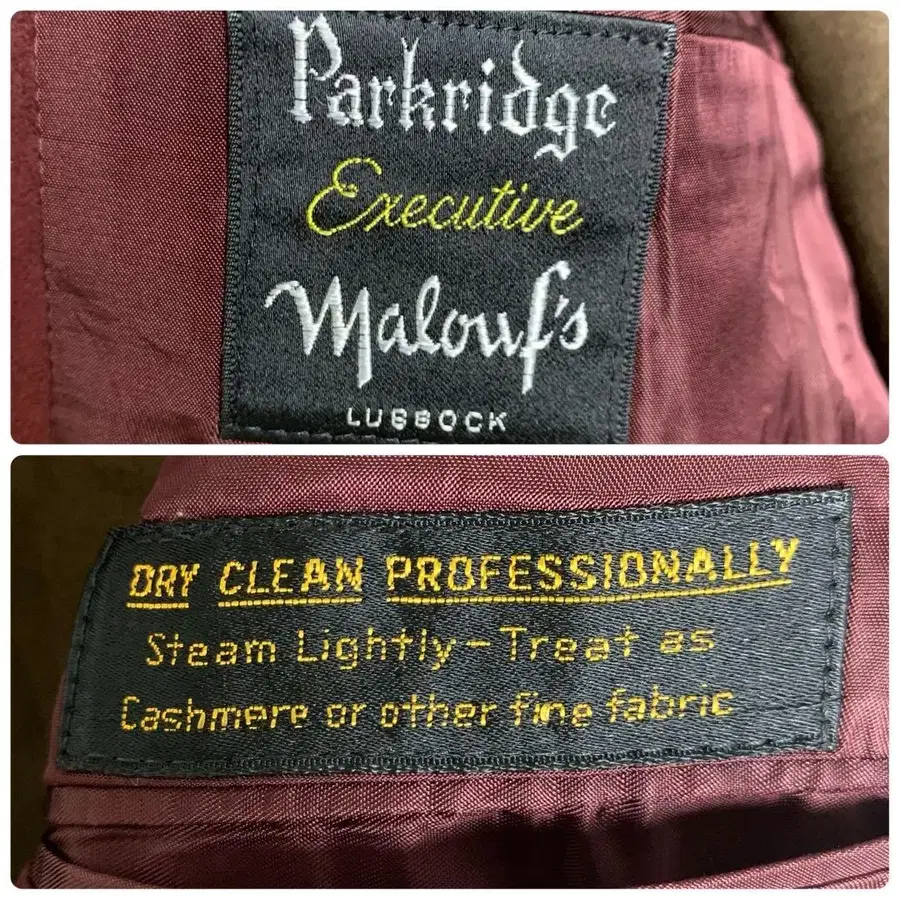 Parkridge
Executive
Malouf's
LUBBOCK
DRY CLEAN PROFESSIONALLY
Steam Lightly-Treat as
Cashmere or other fine fabric